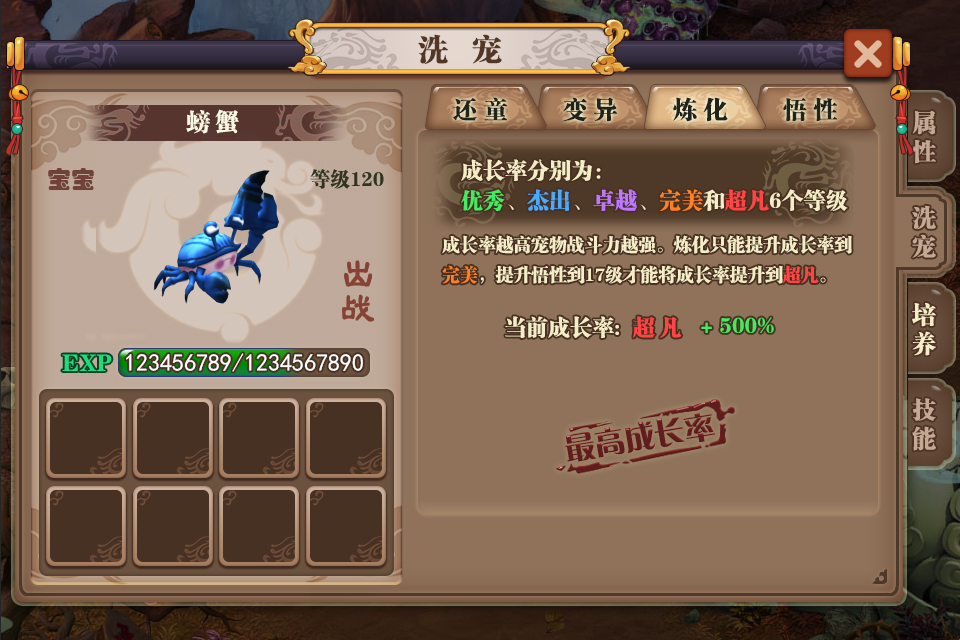 洗宠
螃蟹
宝宝
等级120
出战
EXP 123456789/1234567890
还童
变异
炼化
悟性
成长率分别为：
优秀、杰出、卓越、完美和超凡6个等级
成长率越高宠物战斗力越强。炼化只能提升成长率到
完美，提升悟性到17级才能将成长率提升到超凡。
当前成长率: 超凡 + 500%
最高成长率
属性
洗宠
培养
技能